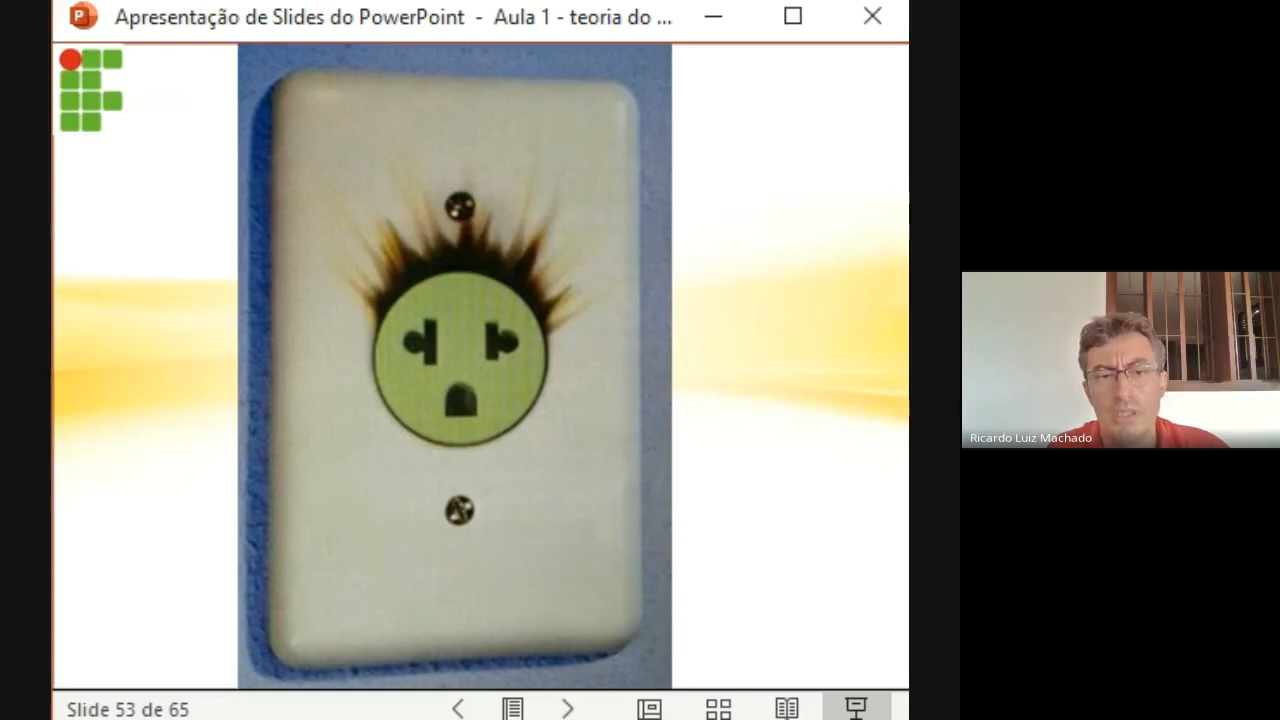 Apresentação de Slides do PowerPoint - Aula 1 - teoria do ...
Ricardo Luiz Machado
Slide 53 de 65